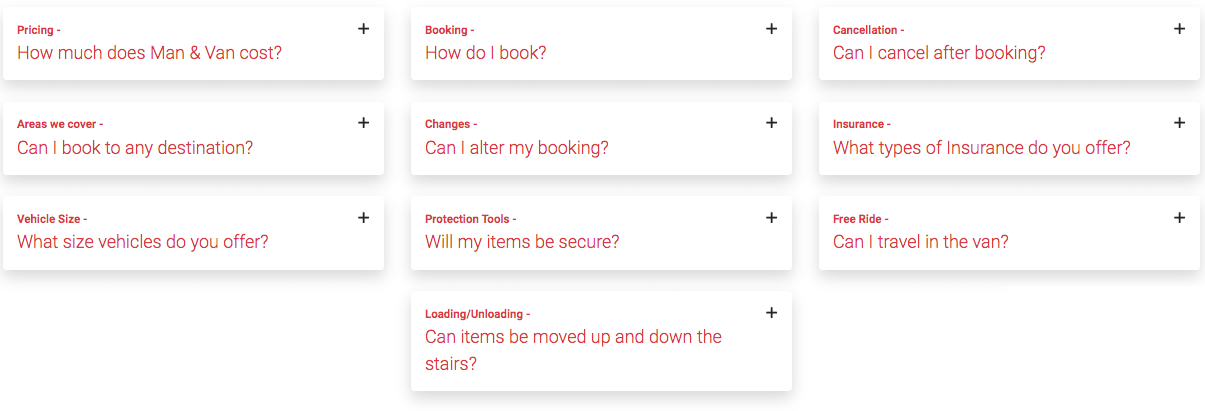 Pricing -
How much does Man & Van cost?
Booking -
How do I book?
Cancellation -
Can I cancel after booking?
Areas we cover -
Can I book to any destination?
Changes -
Can I alter my booking?
Insurance -
What types of Insurance do you offer?
Vehicle Size -
What size vehicles do you offer?
Protection Tools -
Will my items be secure?
Free Ride -
Can I travel in the van?
Loading/Unloading -
Can items be moved up and down the
stairs?